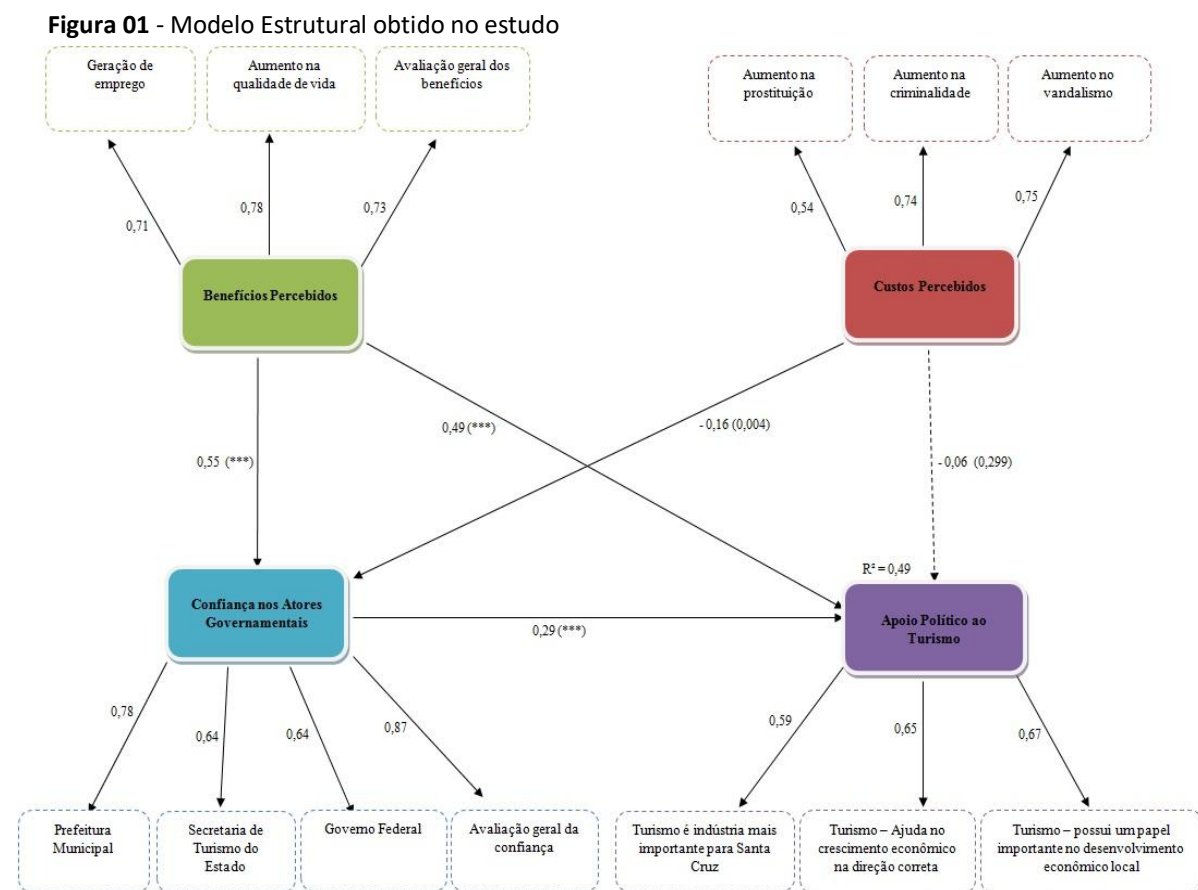 Figura 01 - Modelo Estrutural obtido no estudo
Geração de
emprego
Aumento na
qualidade de vida
Avaliação geral dos
benefícios
Aumento na
prostituição
Aumento na
criminalidade
Aumento no
vandalismo
0,71
0,78
0,73
0,54
0,74
0,75
Benefícios Percebidos
Custos Percebidos
0,55 (***)
0,49 (***)
- 0,16 (0,004)
- 0,06 (0,299)
R² = 0,49
Confiança nos Atores
Governamentais
0,29 (***)
Apoio Político ao
Turismo
0,78
0,64
0,64
0,87
0,59
0,65
0,67
Prefeitura
Municipal
Secretaria de
Turismo do
Estado
Governo Federal
Avaliação geral da
confiança
Turismo é indústria mais
importante para Santa
Cruz
Turismo – Ajuda no
crescimento econômico
na direção correta
Turismo – possui um papel
importante no desenvolvimento
econômico local